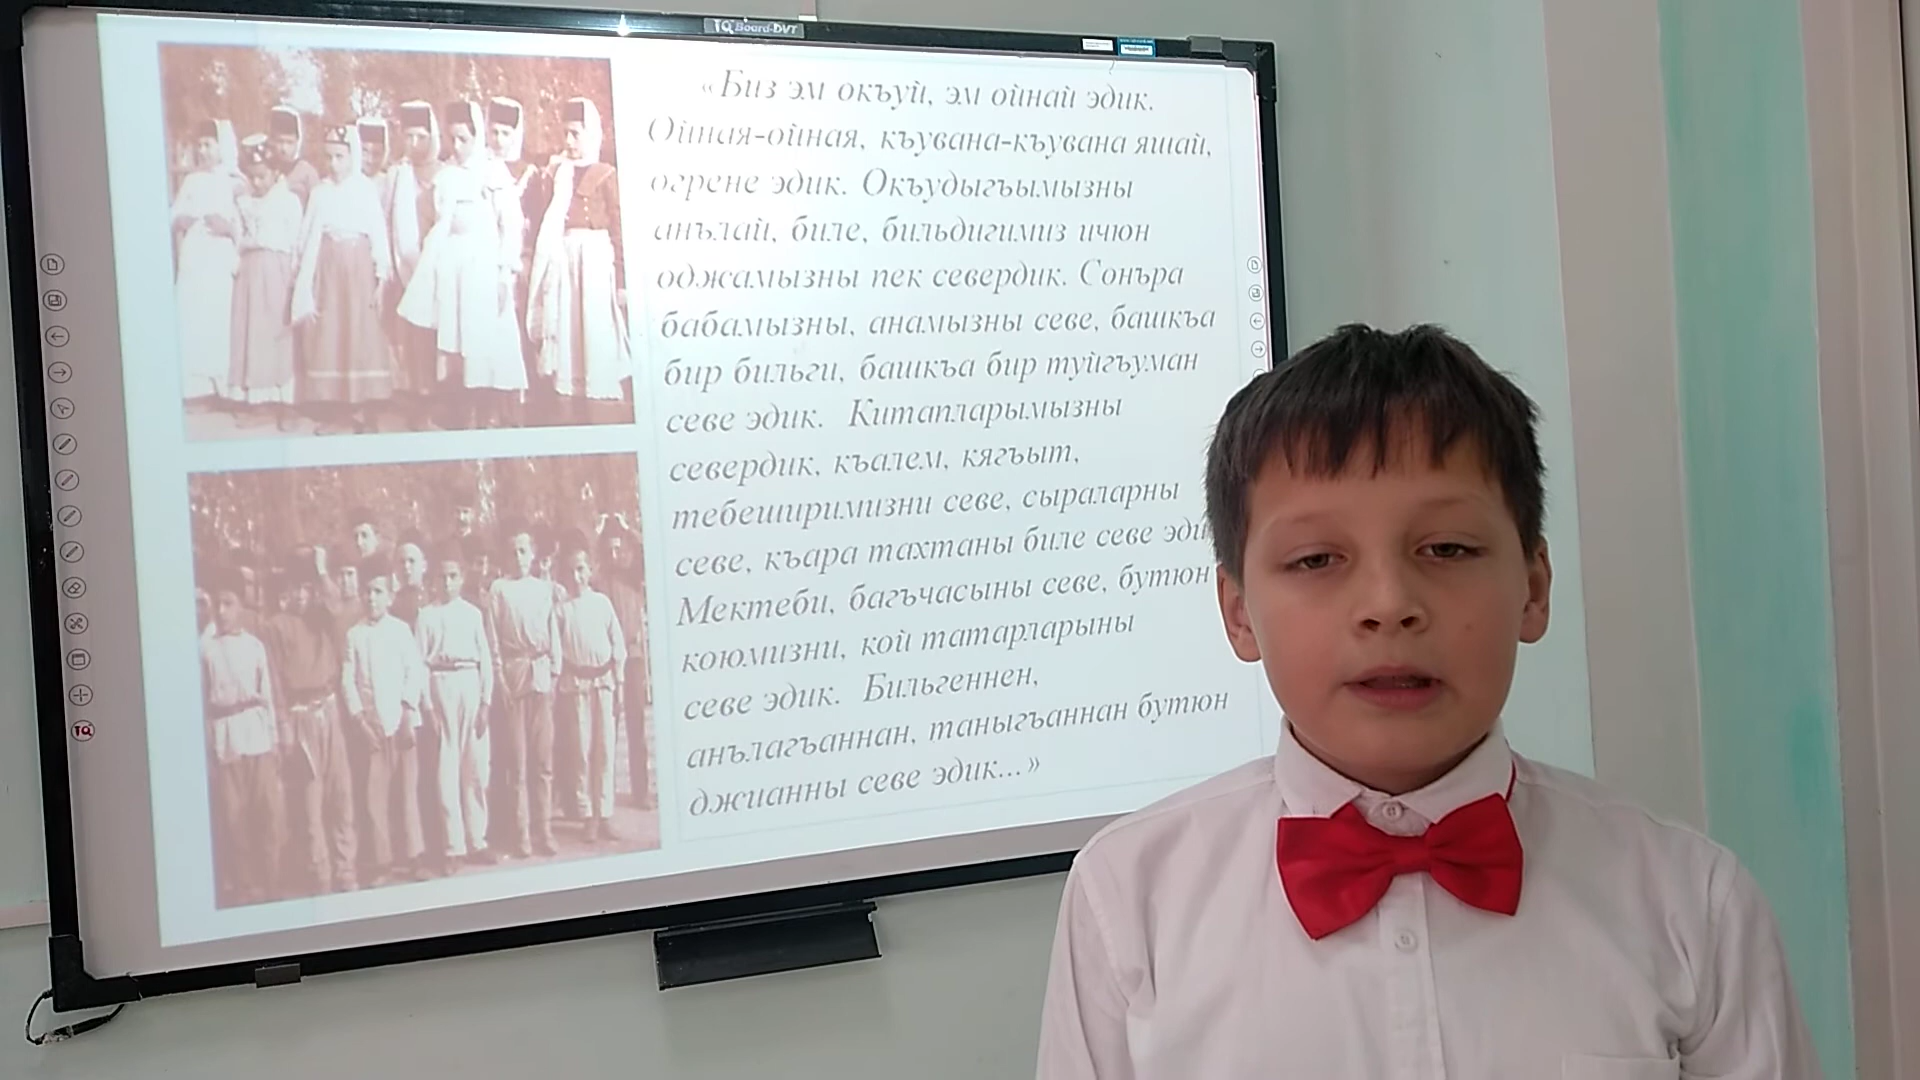 TQ Board-DVT
«Биз эм окъуй, эм ойнай эдик.
Ойная-ойная, къувана-къувана яшай,
огрене эдик. Окъудыгъымызны
анълай, биле, бильдигимиз ичюн
оджамызны пек севердик. Сонъра
бабамызны, анамызны севе, башкъа
бир бильги, башкъа бир туйгъуман
севе эдик. Китапларымызны
севердик, къалем, кягъыт,
тебеширимизни севе, сыраларны
севе, къара тахтаны биле севе эди
Мектеби, багъчасыны севе, бутюн
коюмизни, кой татарларыны
севе эдик. Бильгеннен,
анълагъаннан, таныгъаннан бутюн
джианны севе эдик...»
TQ